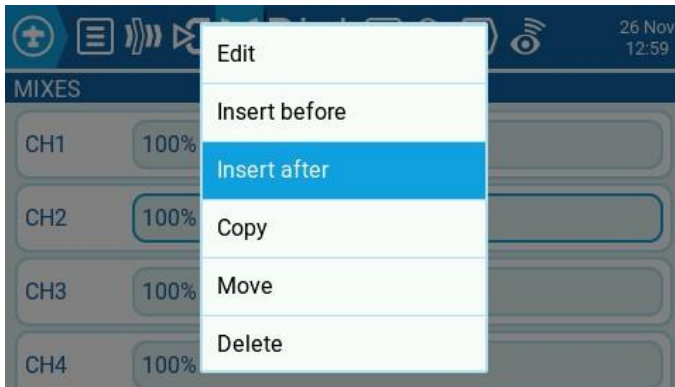 26 Nov
12:59
MIXES
CH1 100%
CH2 100%
CH3 100%
CH4 100%
Edit
Insert before
Insert after
Copy
Move
Delete